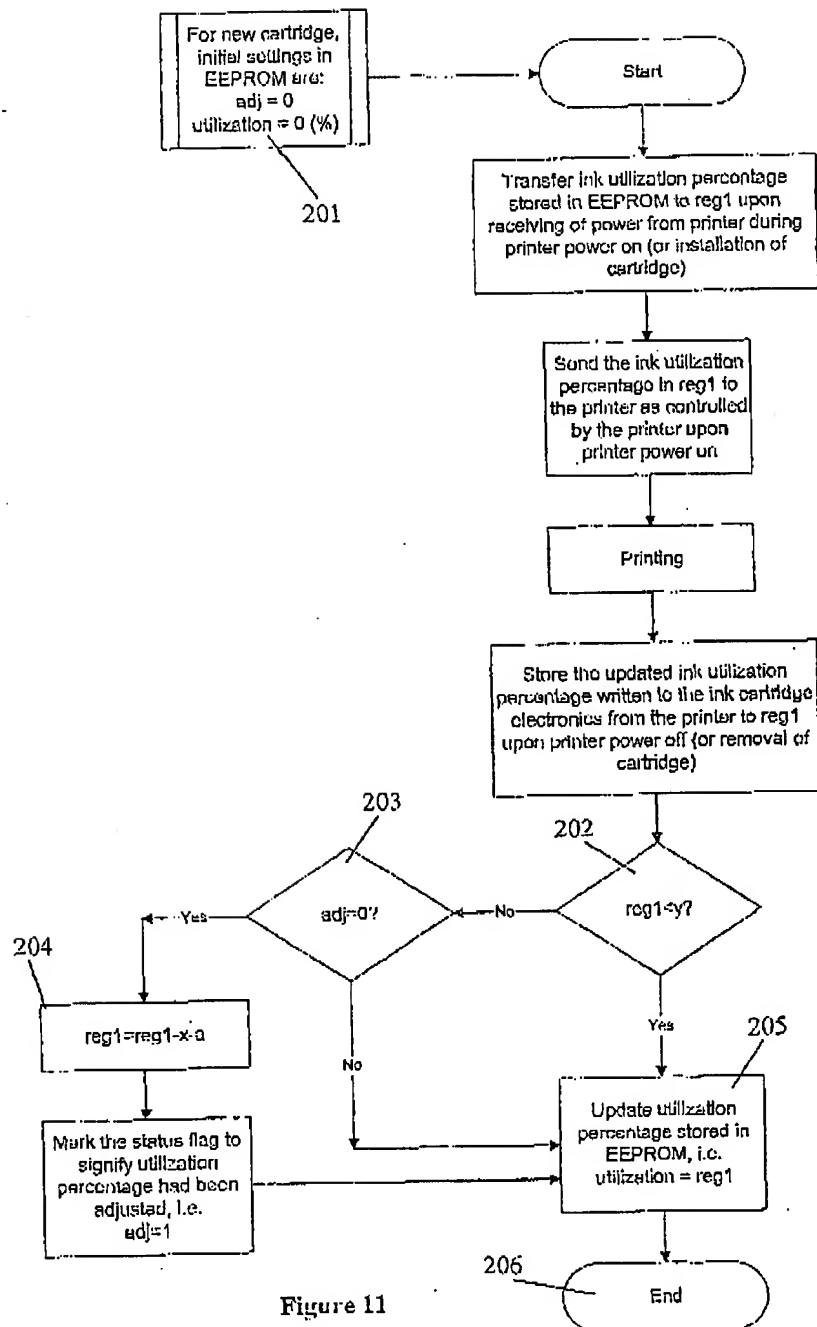 For new cartridge,
initial settings in
EEPROM are:
adj = 0
utilization = 0 (%)
201
Start
Transfer ink utilization percentage
stored in EEPROM to reg1 upon
receiving of power from printer during
printer power on (or installation of
cartridge)
Send the ink utilization
percentage in reg1 to
the printer as controlled
by the printer upon
printer power on
Printing
Store the updated ink utilization
percentage written to the ink cartridge
electronics from the printer to reg1
upon printer power off (or removal of
cartridge)
203
202
adj=0?
No
reg1<y?
Yes
204
reg1=reg1-x-a
No
Yes
205
Mark the status flag to
signify utilization
percentage had been
adjusted, i.e.
adj=1
Update utilization
percentage stored in
EEPROM, i.e.
utilization = reg1
206
End
Figure 11